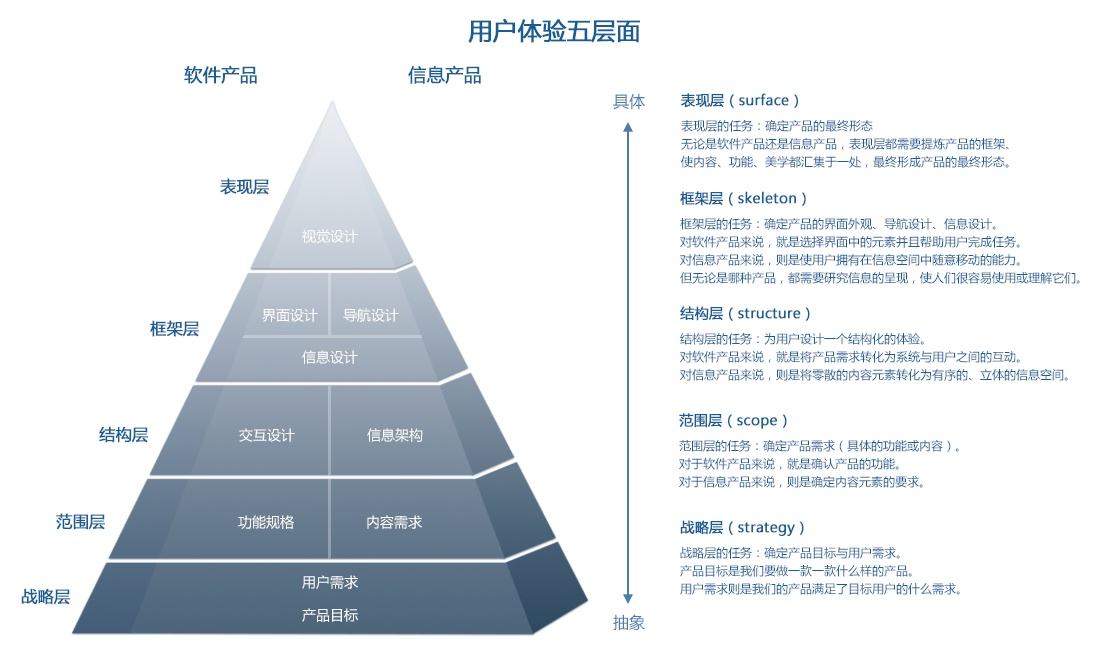 用户体验五层面
软件产品
信息产品
表现层
视觉设计
框架层
界面设计
导航设计
信息设计
结构层
交互设计
信息架构
范围层
功能规格
内容需求
战略层
用户需求
产品目标
具体
抽象
表现层（surface）
表现层的任务：确定产品的最终形态
无论是软件产品还是信息产品，表现层都需要提炼产品的框架、
使内容、功能、美学都汇集于一处，最终形成产品的最终形态。
框架层（skeleton）
框架层的任务：确定产品的界面外观、导航设计、信息设计。
对软件产品来说，就是选择界面中的元素并且帮助用户完成任务。
对信息产品来说，则是使用户拥有在信息空间中随意移动的能力。
但无论是哪种产品，都需要研究信息的呈现，使人们很容易使用或理解它们。
结构层（structure）
结构层的任务：为用户设计一个结构化的体验。
对软件产品来说，就是将产品需求转化为系统与用户之间的互动。
对信息产品来说，则是将零散的内容元素转化为有序的、立体的信息空间。
范围层（scope）
范围层的任务：确定产品需求（具体的功能或内容）。
对于软件产品来说，就是确认产品的功能。
对于信息产品来说，则是确定内容元素的要求。
战略层（strategy）
战略层的任务：确定产品目标与用户需求。
产品目标是我们要做一款一款什么样的产品。
用户需求则是我们的产品满足了目标用户的什么需求。